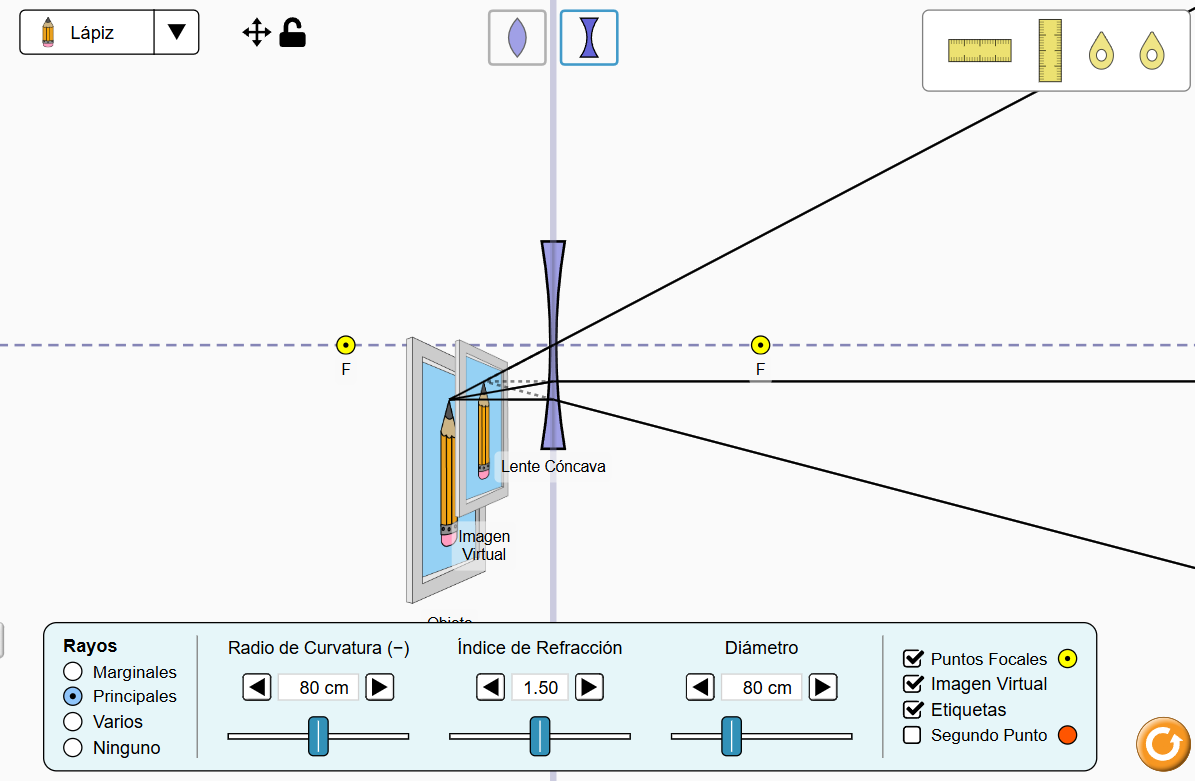 Lápiz
F
F
Lente Cóncava
Imagen
Virtual
Objeto
Rayos
Marginales
Principales
Varios
Ninguno
Radio de Curvatura (−)
80 cm
Índice de Refracción
1.50
Diámetro
80 cm
Puntos Focales
Imagen Virtual
Etiquetas
Segundo Punto